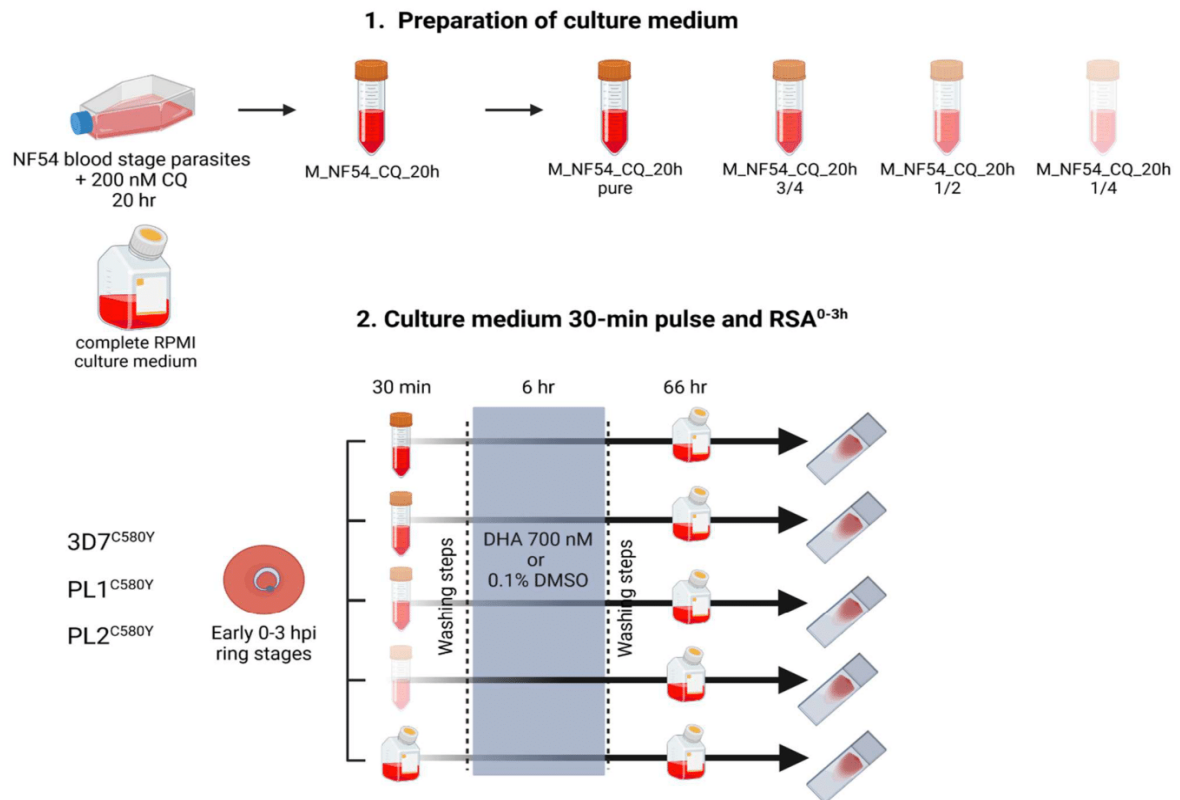 1. Preparation of culture medium
NF54 blood stage parasites
+ 200 nM CQ
20 hr
M_NF54_CQ_20h
M_NF54_CQ_20h
pure
M_NF54_CQ_20h
3/4
M_NF54_CQ_20h
1/2
M_NF54_CQ_20h
1/4
complete RPMI
culture medium
2. Culture medium 30-min pulse and RSA⁰⁻³ʰ
30 min
6 hr
66 hr
3D7ᶜ⁵⁸⁰ʸ
PL1ᶜ⁵⁸⁰ʸ
PL2ᶜ⁵⁸⁰ʸ
Early 0-3 hpi
ring stages
Washing steps
DHA 700 nM
or
0.1% DMSO
Washing steps